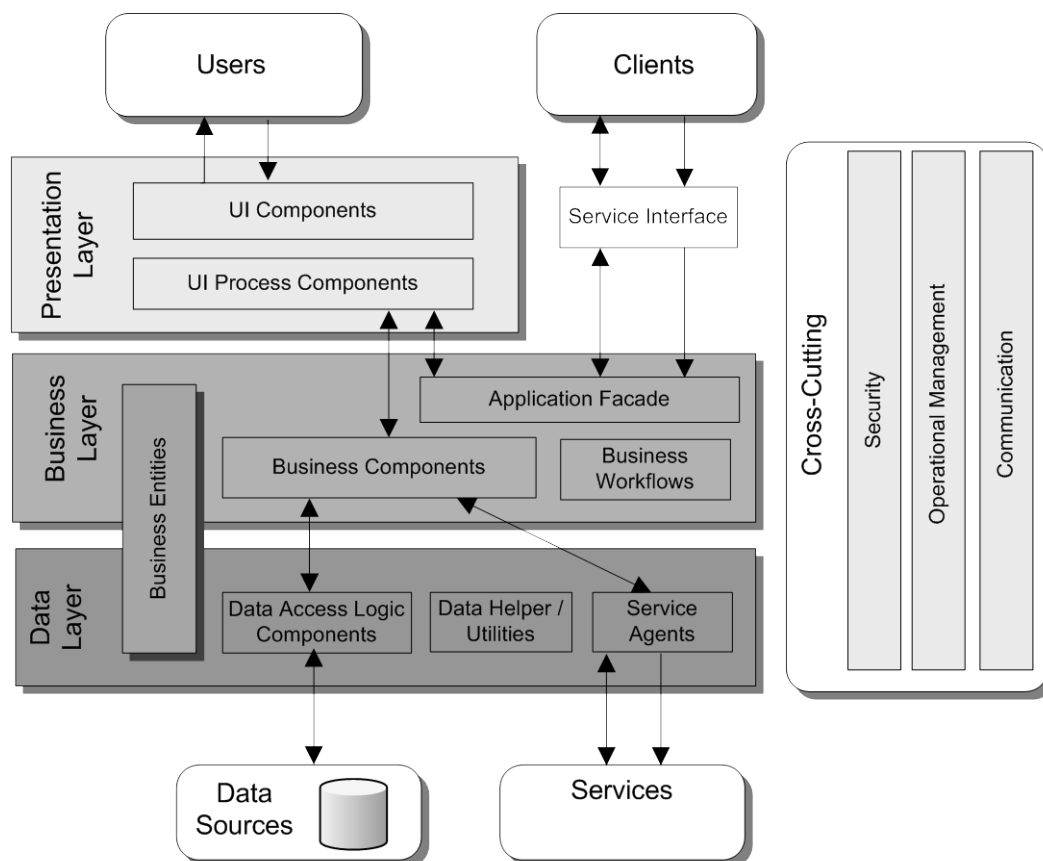 Users
Clients
Presentation
Layer
UI Components
UI Process Components
Service Interface
Business
Layer
Application Facade
Business Components
Business
Workflows
Business Entities
Data
Layer
Data Access Logic
Components
Data Helper /
Utilities
Service
Agents
Data
Sources
Services
Cross-Cutting
Security
Operational Management
Communication